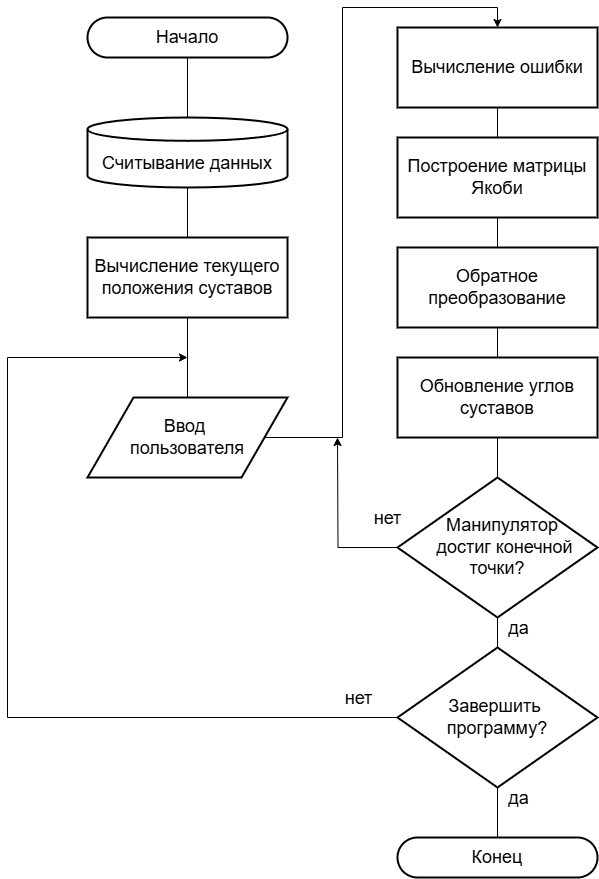 Начало
Считывание данных
Вычисление текущего
положения суставов
Ввод
пользователя
Вычисление ошибки
Построение матрицы
Якоби
Обратное
преобразование
Обновление углов
суставов
нет
Манипулятор
достиг конечной
точки?
да
нет
Завершить
программу?
да
Конец